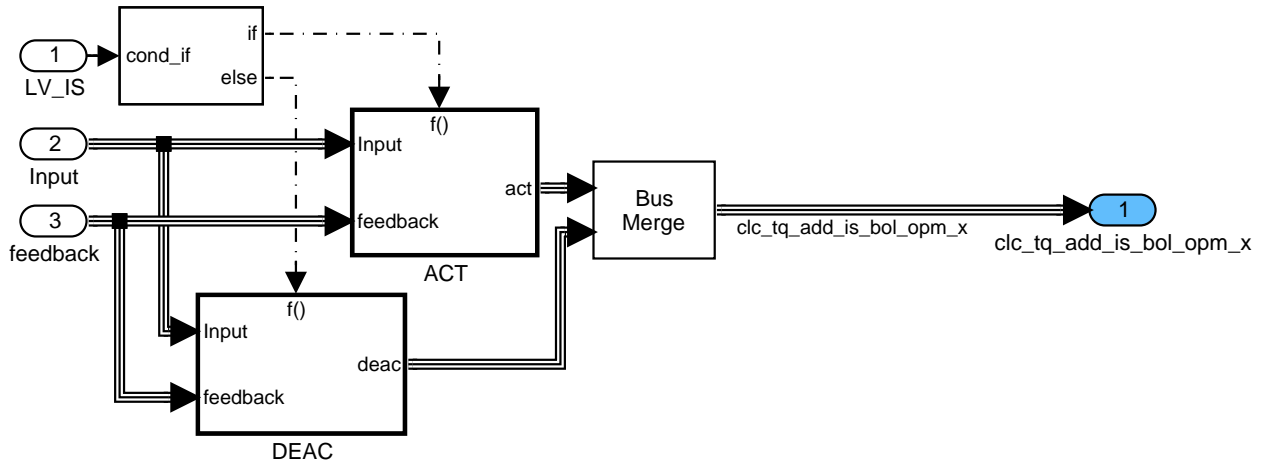 1
LV_IS
cond_if
if
else
2
Input
3
feedback
f()
Input
feedback
act
ACT
f()
Input
feedback
deac
DEAC
Bus
Merge
clc_tq_add_is_bol_opm_x
1
clc_tq_add_is_bol_opm_x